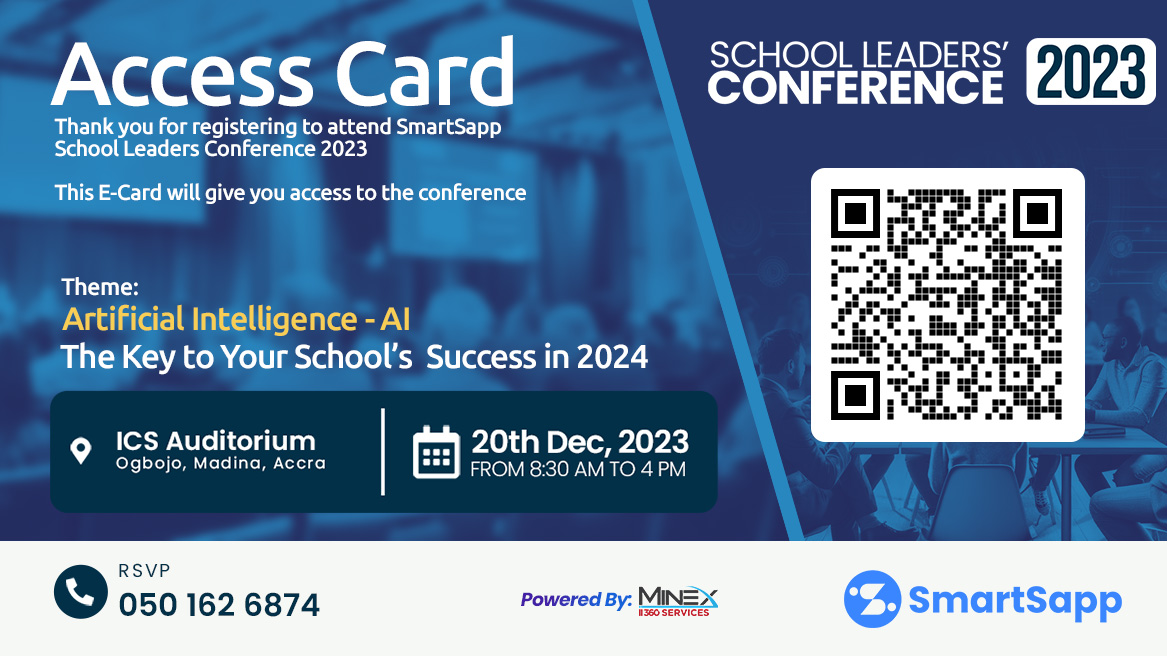 Access Card
Thank you for registering to attend SmartSapp
School Leaders Conference 2023
This E-Card will give you access to the conference
Theme:
Artificial Intelligence - AI
The Key to Your School’s Success in 2024
ICS Auditorium
Ogbojo, Madina, Accra
20th Dec, 2023
FROM 8:30 AM TO 4 PM
SCHOOL LEADERS’
CONFERENCE
2023
RSVP
050 162 6874
Powered By:
MINEX
360 SERVICES
SmartSapp